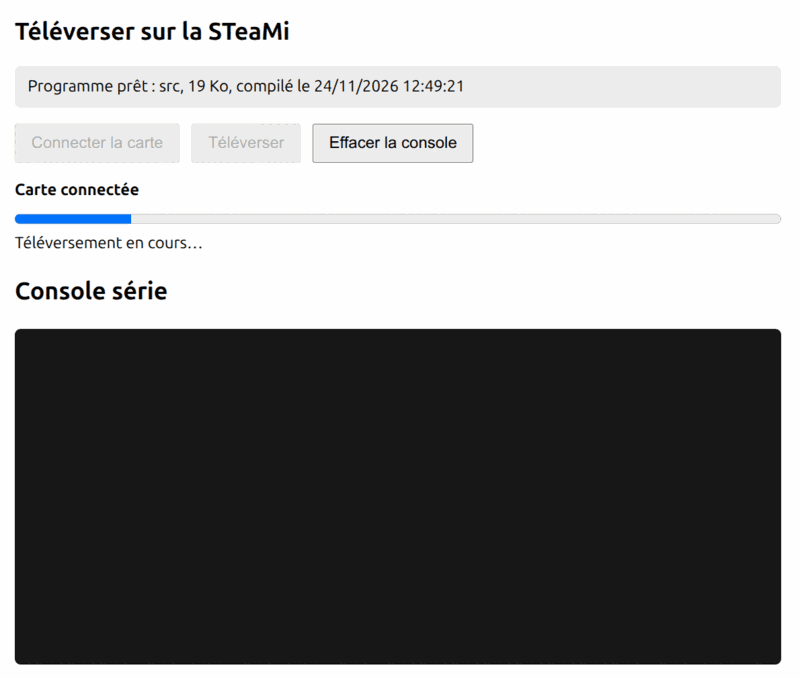 Téléverser sur la STeaMi
Programme prêt : src, 19 Ko, compilé le 24/11/2026 12:49:21
Connecter la carte
Téléverser
Effacer la console
Carte connectée
Téléversement en cours…
Console série